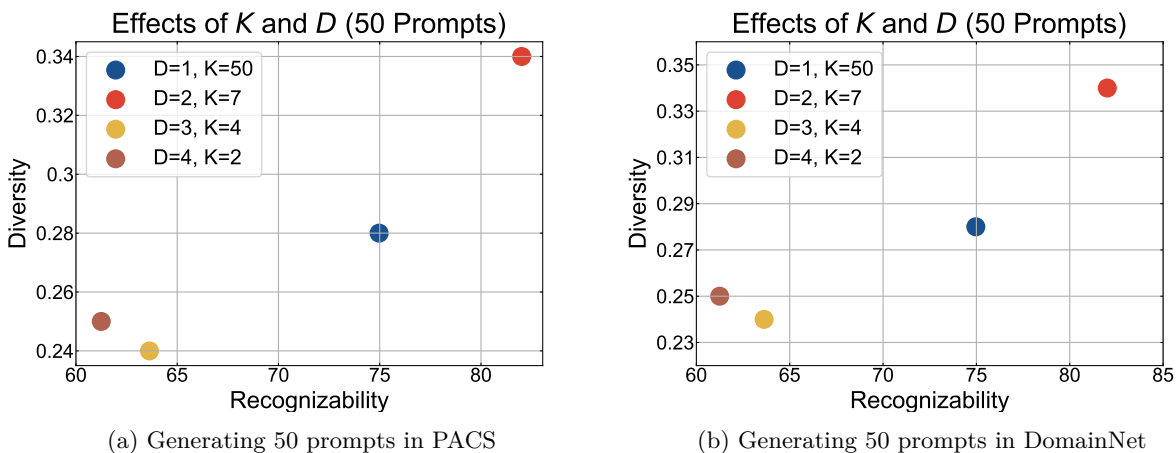 Effects of K and D (50 Prompts)
D=1, K=50
D=2, K=7
D=3, K=4
D=4, K=2
0.34
0.32
0.3
0.28
0.26
0.24
Diversity
60 65 70 75 80
Recognizability
(a) Generating 50 prompts in PACS
Effects of K and D (50 Prompts)
D=1, K=50
D=2, K=7
D=3, K=4
D=4, K=2
0.35
0.33
0.31
0.29
0.27
0.25
0.23
Diversity
60 65 70 75 80 85
Recognizability
(b) Generating 50 prompts in DomainNet